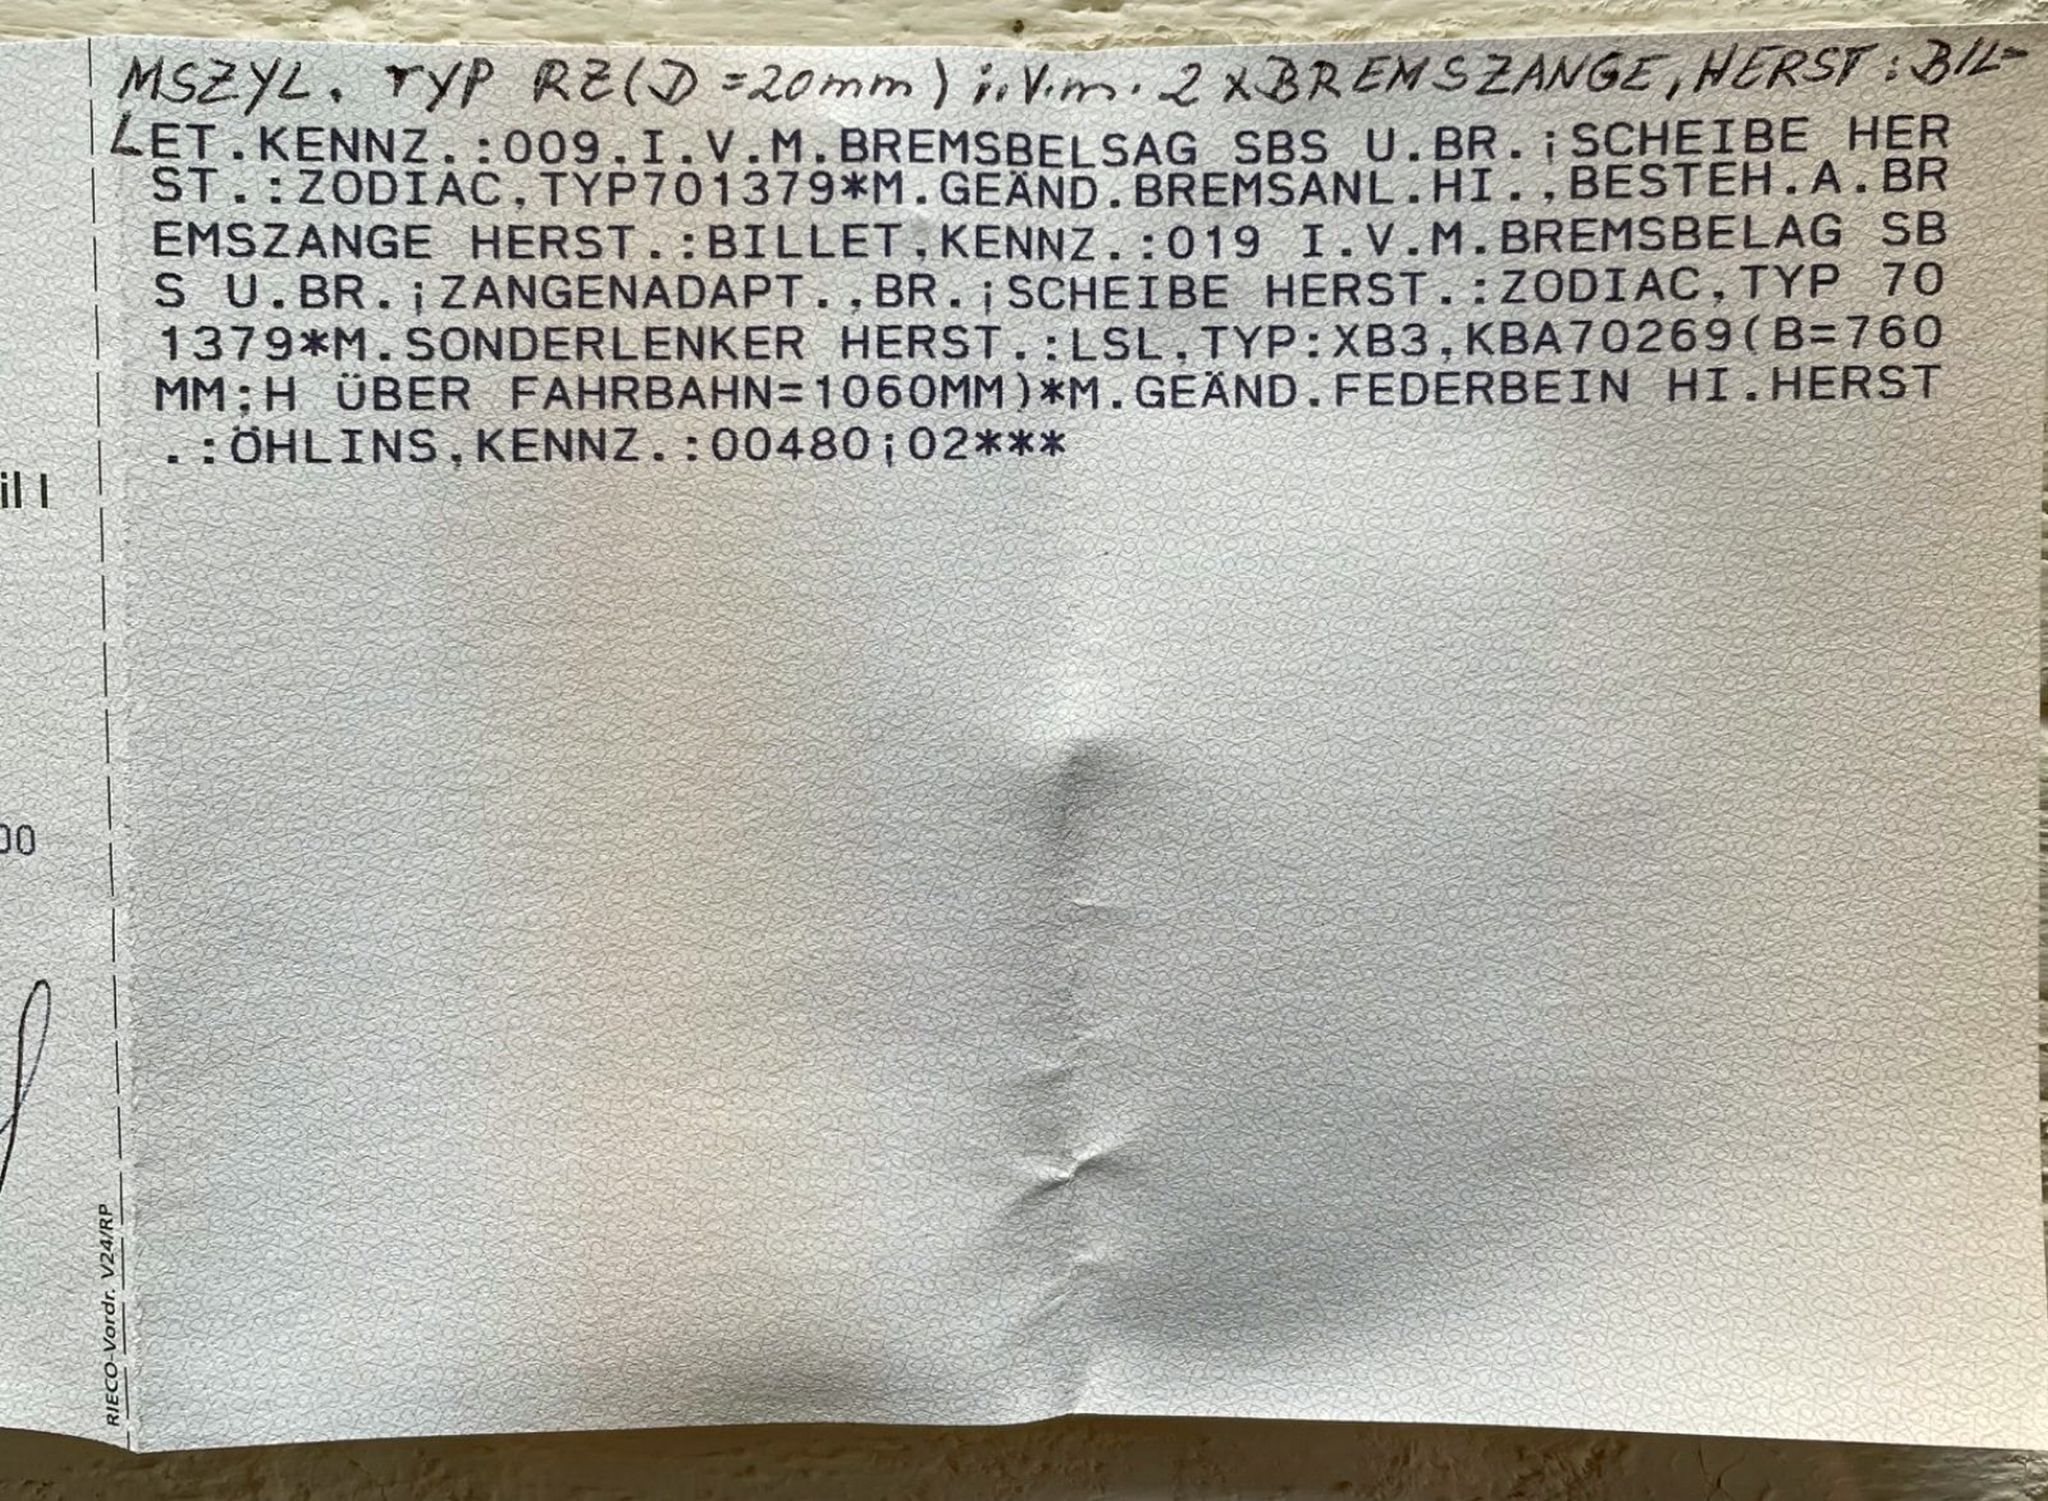 MSZYL. TYP RZ(D=20mm) i.V.m. 2 x BREMSZANGE, HERST: BIL-
LET.KENNZ.:009.I.V.M.BREMSBELSAG SBS U.BR.¡SCHEIBE HER
ST.:ZODIAC,TYP701379*M.GEÄND.BREMSANL.HI.,BESTEH.A.BR
EMSZANGE HERST.:BILLET,KENNZ.:019 I.V.M.BREMSBELAG SB
S U.BR.¡ZANGENADAPT.,BR.¡SCHEIBE HERST.:ZODIAC,TYP 70
1379*M.SONDERLENKER HERST.:LSL,TYP:XB3,KBA70269(B=760
MM;H ÜBER FAHRBAHN=1060MM)*M.GEÄND.FEDERBEIN HI.HERST
.:ÖHLINS,KENNZ.:00480¡02***
il I
00
RIECO-Vordr. V24/RP